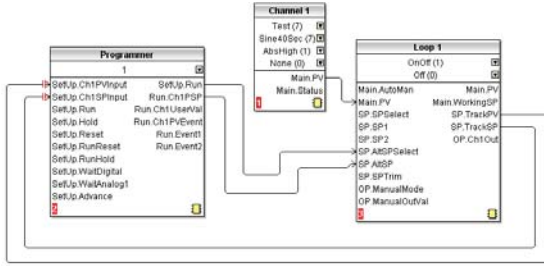 Channel 1
Test (7)
Sine40Sec (7)
AbsHigh (1)
None (0)
Main.PV
Main.Status
1
Programmer
1
SetUp.Ch1PVInput SetUp.Run
SetUp.Ch1SPInput Run.Ch1PSP
SetUp.Run Run.Ch1UserVal
SetUp.Hold Run.Ch1PVEvent
SetUp.Reset Run.Event1
SetUp.RunReset Run.Event2
SetUp.RunHold
SetUp.WaitDigital
SetUp.WaitAnalog1
SetUp.Advance
2
Loop 1
OnOff (1)
Off (0)
Main.AutoMan Main.PV
Main.PV Main.WorkingSP
SP.SPSelect SP.TrackPV
SP.SP1 SP.TrackSP
SP.SP2 OP.Ch1Out
SP.AltSPSelect
SP.AltSP
SP.SPTrim
OP.ManualMode
OP.ManualOutVal
3